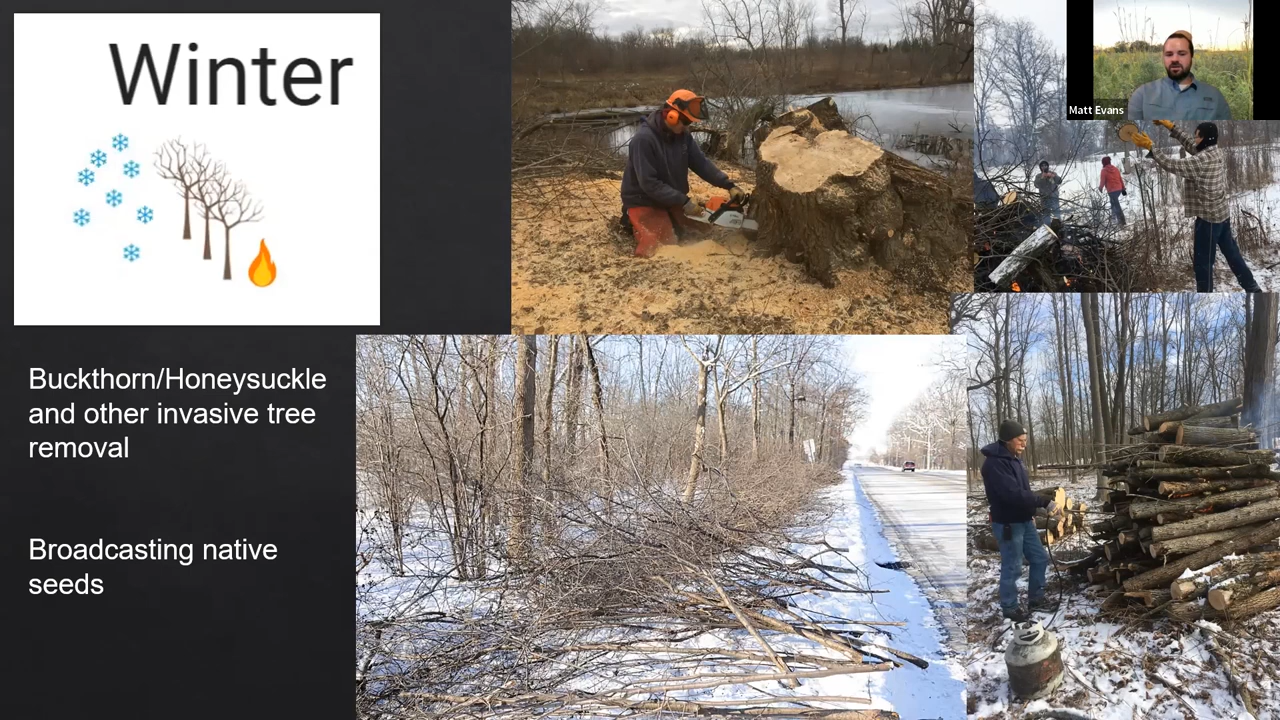 Winter
Matt Evans
Buckthorn/Honeysuckle
and other invasive tree
removal
Broadcasting native
seeds